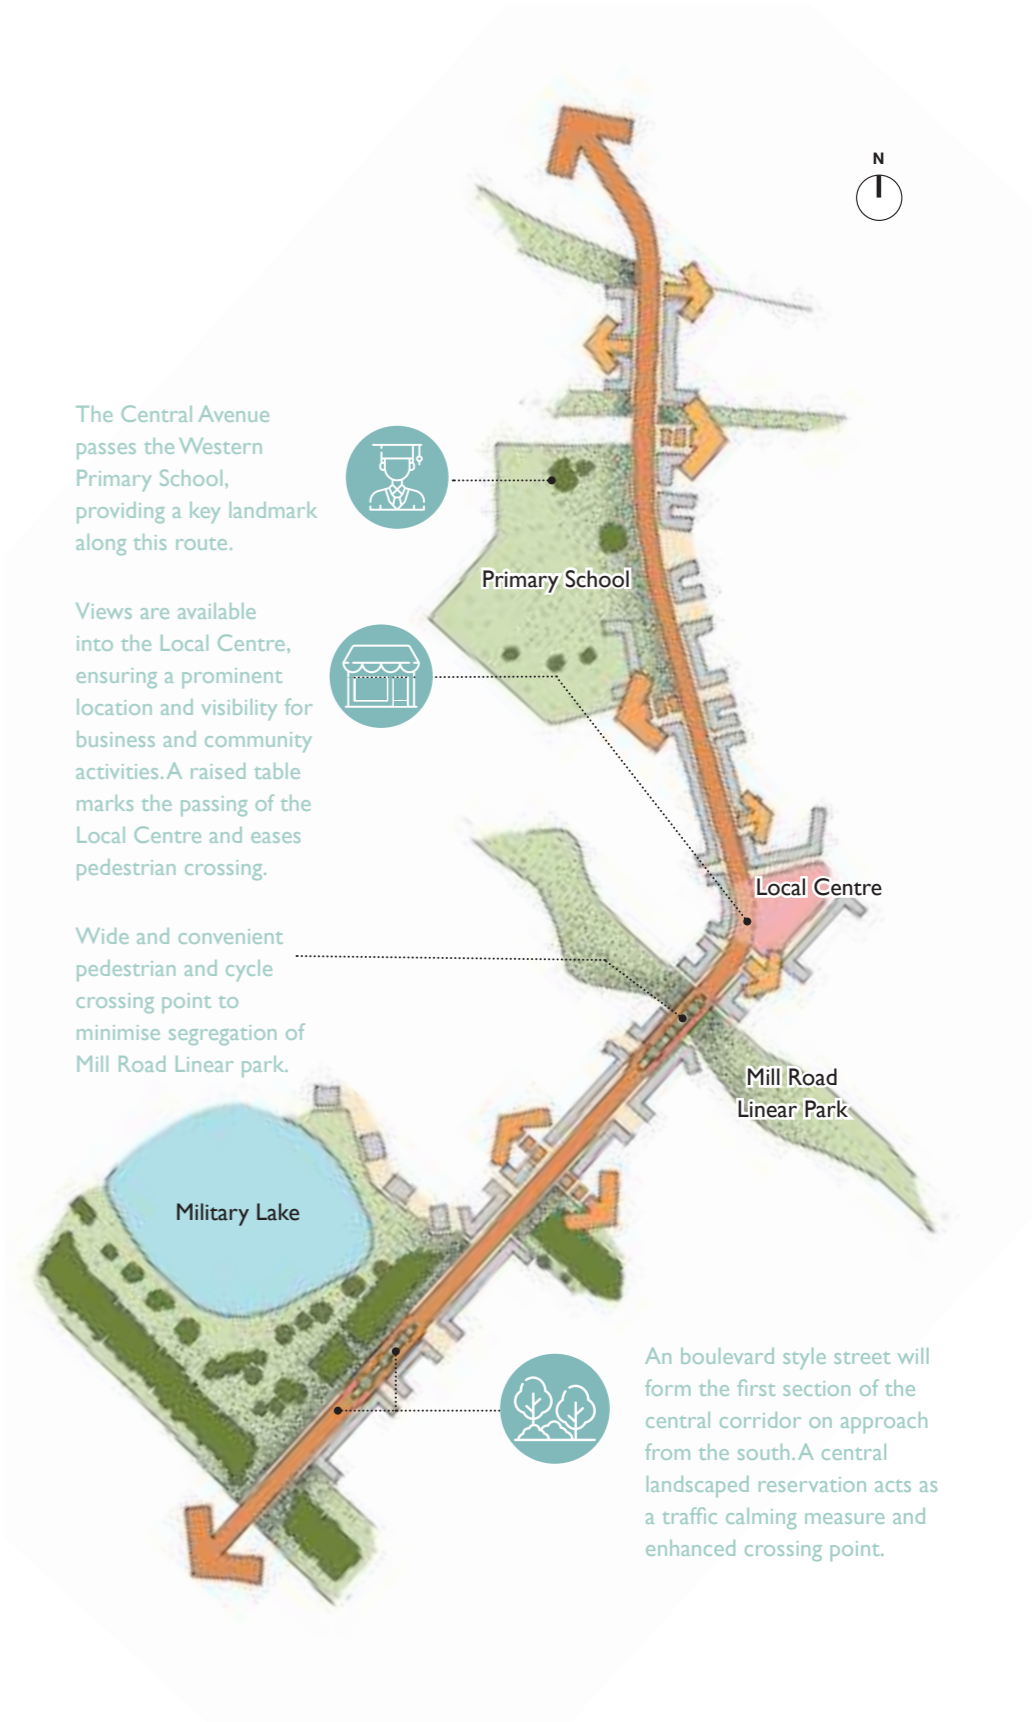 N
The Central Avenue
passes the Western
Primary School,
providing a key landmark
along this route.
Primary School
Views are available
into the Local Centre,
ensuring a prominent
location and visibility for
business and community
activities. A raised table
marks the passing of the
Local Centre and eases
pedestrian crossing.
Local Centre
Wide and convenient
pedestrian and cycle
crossing point to
minimise segregation of
Mill Road Linear park.
Mill Road
Linear Park
Military Lake
An boulevard style street will
form the first section of the
central corridor on approach
from the south. A central
landscaped reservation acts as
a traffic calming measure and
enhanced crossing point.